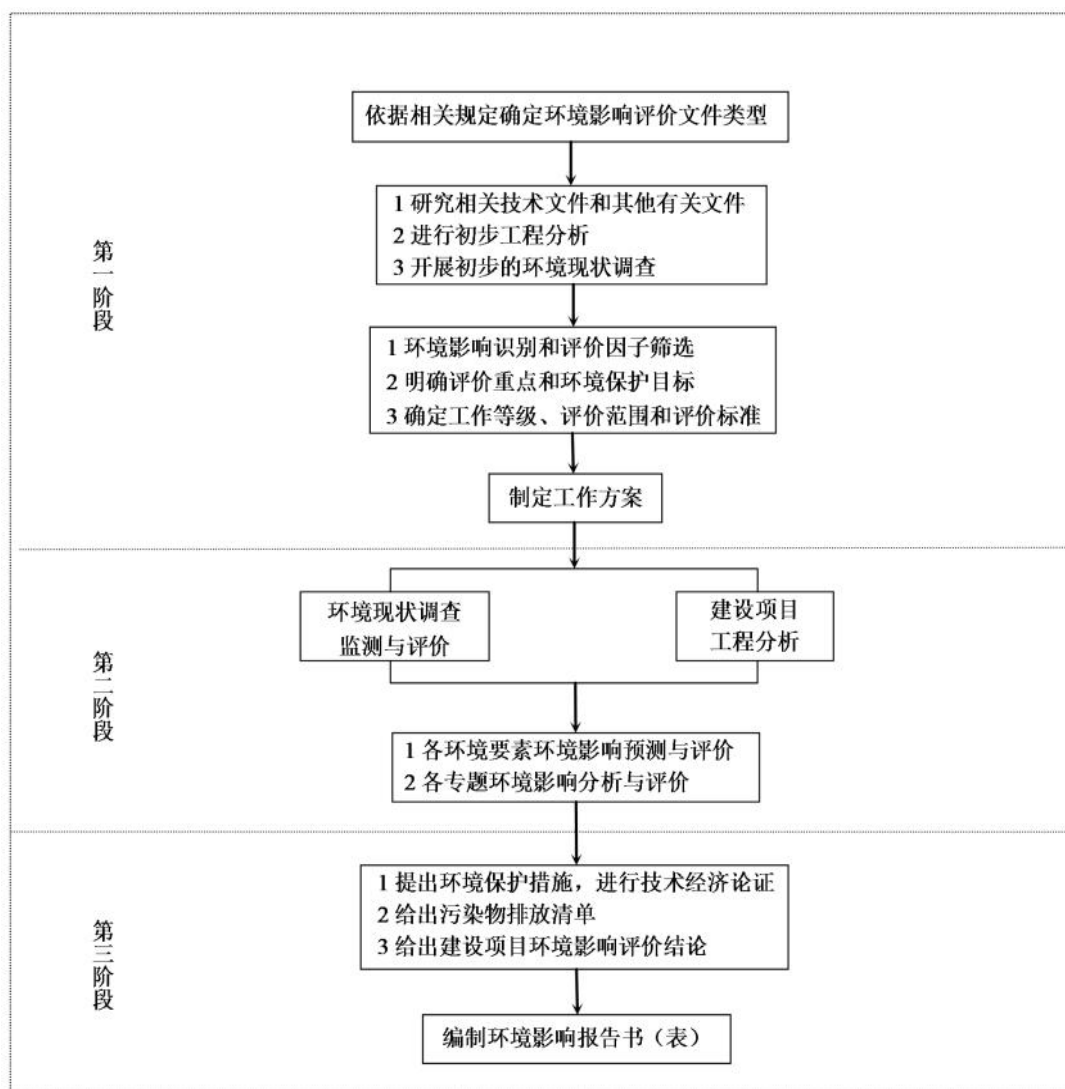 依据相关规定确定环境影响评价文件类型
第一阶段
1 研究相关技术文件和其他有关文件
2 进行初步工程分析
3 开展初步的环境现状调查
1 环境影响识别和评价因子筛选
2 明确评价重点和环境保护目标
3 确定工作等级、评价范围和评价标准
制定工作方案
第二阶段
环境现状调查
监测与评价
建设项目
工程分析
1 各环境要素环境影响预测与评价
2 各专题环境影响分析与评价
第三阶段
1 提出环境保护措施，进行技术经济论证
2 给出污染物排放清单
3 给出建设项目环境影响评价结论
编制环境影响报告书（表）